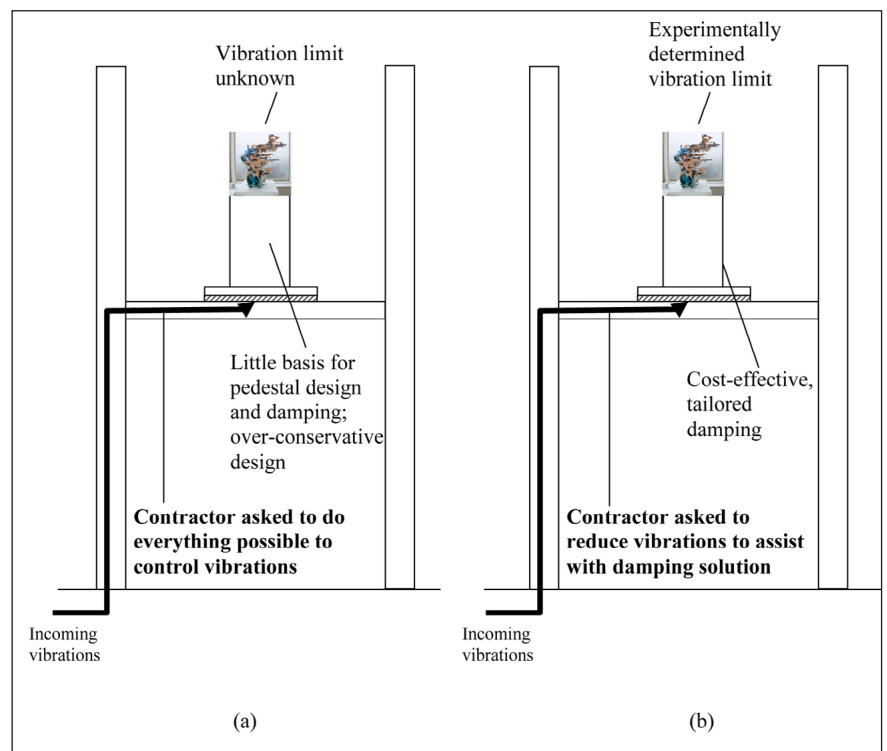 Vibration limit
unknown
Little basis for
pedestal design
and damping;
over-conservative
design
Contractor asked to do
everything possible to
control vibrations
Incoming
vibrations
(a)
Experimentally
determined
vibration limit
Cost-effective,
tailored
damping
Contractor asked to
reduce vibrations to assist
with damping solution
Incoming
vibrations
(b)